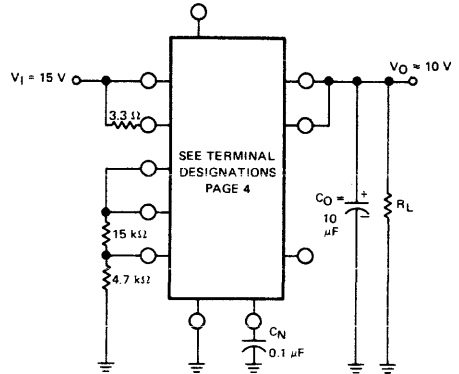 V_I = 15 V
V_O ≈ 10 V
3.3 Ω
SEE TERMINAL
DESIGNATIONS
PAGE 4
C_O =
10
μF
+
−
R_L
15 kΩ
4.7 kΩ
C_N
0.1 μF